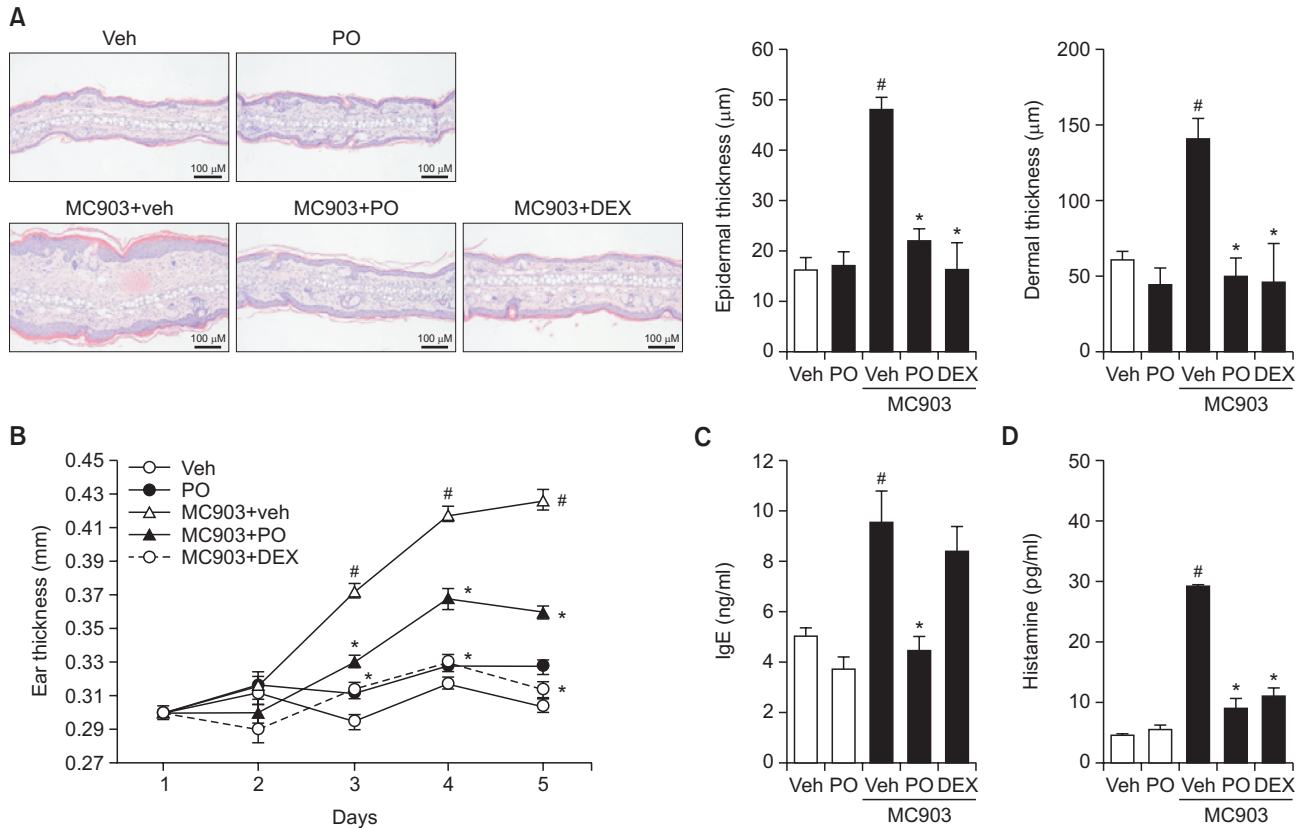 A
Veh PO
100 µM 100 µM
MC903+veh MC903+PO MC903+DEX
100 µM 100 µM 100 µM
Epidermal thickness (µm)
60
50
40
30
20
10
0
#
*
*
Veh PO Veh PO DEX
MC903
Dermal thickness (µm)
200
150
100
50
0
#
*
*
Veh PO Veh PO DEX
MC903
B
Ear thickness (mm)
0.45
0.43
0.41
0.39
0.37
0.35
0.33
0.31
0.29
0.27
Veh
PO
MC903+veh
MC903+PO
MC903+DEX
#
#
#
*
*
*
*
*
*
1 2 3 4 5
Days
C
IgE (ng/ml)
12
10
8
6
4
2
0
#
*
Veh PO Veh PO DEX
MC903
D
Histamine (pg/ml)
50
40
30
20
10
0
#
*
*
Veh PO Veh PO DEX
MC903